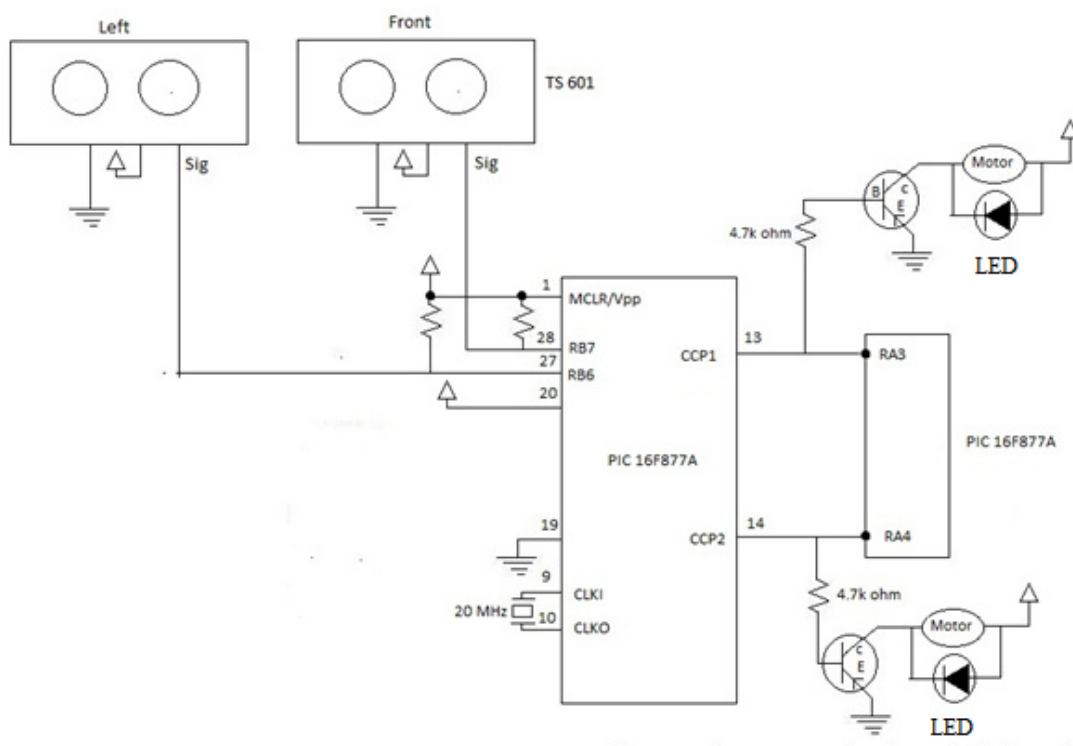 Left
Front
TS 601
Sig
Sig
Motor
B
C
E
4.7k ohm
LED
1
MCLR/Vpp
28
RB7
27
RB6
20
13
CCP1
RA3
PIC 16F877A
PIC 16F877A
19
14
CCP2
RA4
9
CLKI
20 MHz
10
CLKO
4.7k ohm
Motor
C
E
LED